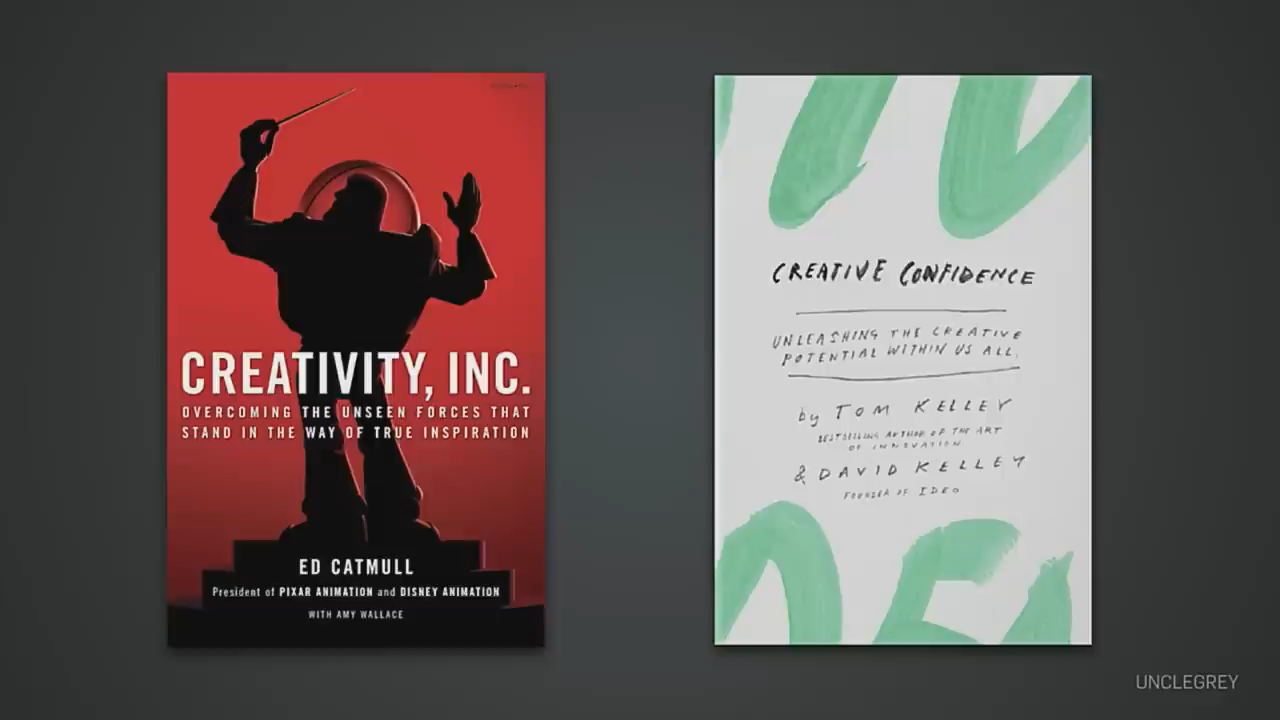 CREATIVITY, INC.
OVERCOMING THE UNSEEN FORCES THAT
STAND IN THE WAY OF TRUE INSPIRATION
ED CATMULL
President of PIXAR ANIMATION and DISNEY ANIMATION
WITH AMY WALLACE
CREATIVE CONFIDENCE
UNLEASHING THE CREATIVE
POTENTIAL WITHIN US ALL.
by TOM KELLEY
BESTSELLING AUTHOR OF THE ART
OF INNOVATION
& DAVID KELLEY
FOUNDER OF IDEO
UNCLEGREY